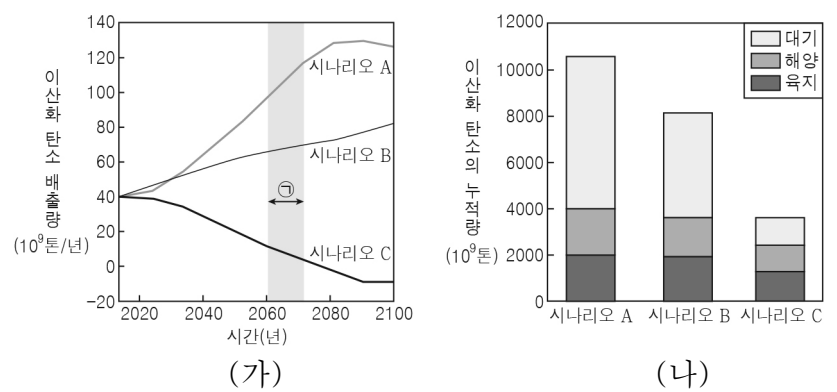 이산화 탄소 배출량
(10⁹톤/년)
140
120
100
80
60
40
20
0
-20
시나리오 A
시나리오 B
㉠
시나리오 C
2020 2040 2060 2080 2100
시간(년)
(가)
이산화 탄소의 누적량
(10⁹톤)
12000
10000
8000
6000
4000
2000
0
대기
해양
육지
시나리오 A 시나리오 B 시나리오 C
(나)